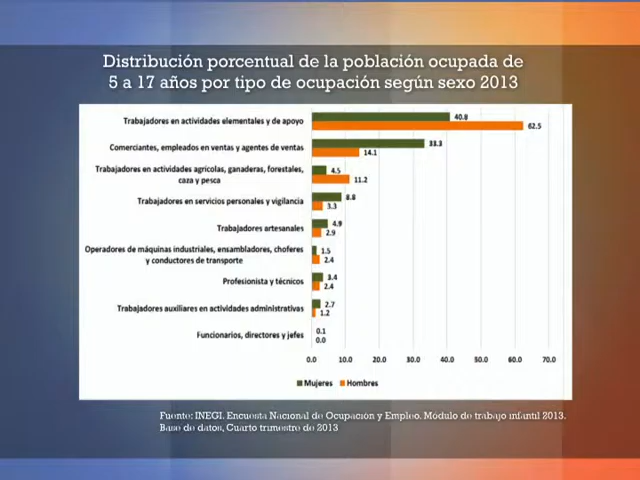 Distribución porcentual de la población ocupada de
5 a 17 años por tipo de ocupación según sexo 2013
Trabajadores en actividades elementales y de apoyo
40.8
62.5
Comerciantes, empleados en ventas y agentes de ventas
33.3
14.1
Trabajadores en actividades agrícolas, ganaderas, forestales,
caza y pesca
4.5
11.2
Trabajadores en servicios personales y vigilancia
8.8
3.3
Trabajadores artesanales
4.9
2.9
Operadores de máquinas industriales, ensambladores, choferes
y conductores de transporte
1.5
2.4
Profesionista y técnicos
3.4
2.4
Trabajadores auxiliares en actividades administrativas
2.7
1.2
Funcionarios, directores y jefes
0.1
0.0
0.0 10.0 20.0 30.0 40.0 50.0 60.0 70.0
Mujeres Hombres
Fuente: INEGI. Encuesta Nacional de Ocupación y Empleo. Módulo de trabajo infantil 2013.
Base de datos, Cuarto trimestre de 2013